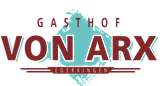 GASTHOF
VON ARX
EGERKINGEN